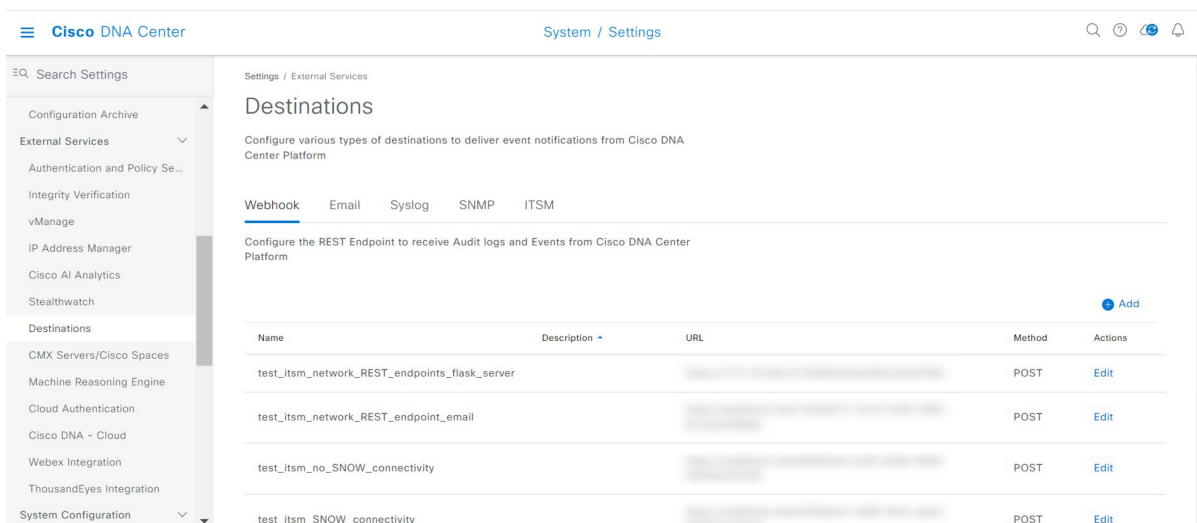 Cisco DNA Center
System / Settings
Search Settings
Configuration Archive
External Services
Authentication and Policy Se...
Integrity Verification
vManage
IP Address Manager
Cisco AI Analytics
Stealthwatch
Destinations
CMX Servers/Cisco Spaces
Machine Reasoning Engine
Cloud Authentication
Cisco DNA - Cloud
Webex Integration
ThousandEyes Integration
System Configuration
Settings / External Services
Destinations
Configure various types of destinations to deliver event notifications from Cisco DNA
Center Platform
Webhook Email Syslog SNMP ITSM
Configure the REST Endpoint to receive Audit logs and Events from Cisco DNA Center
Platform
Add
Name Description URL Method Actions
test_itsm_network_REST_endpoints_flask_server POST Edit
test_itsm_network_REST_endpoint_email POST Edit
test_itsm_no_SNOW_connectivity POST Edit
test_itsm_SNOW_connectivity POST Edit